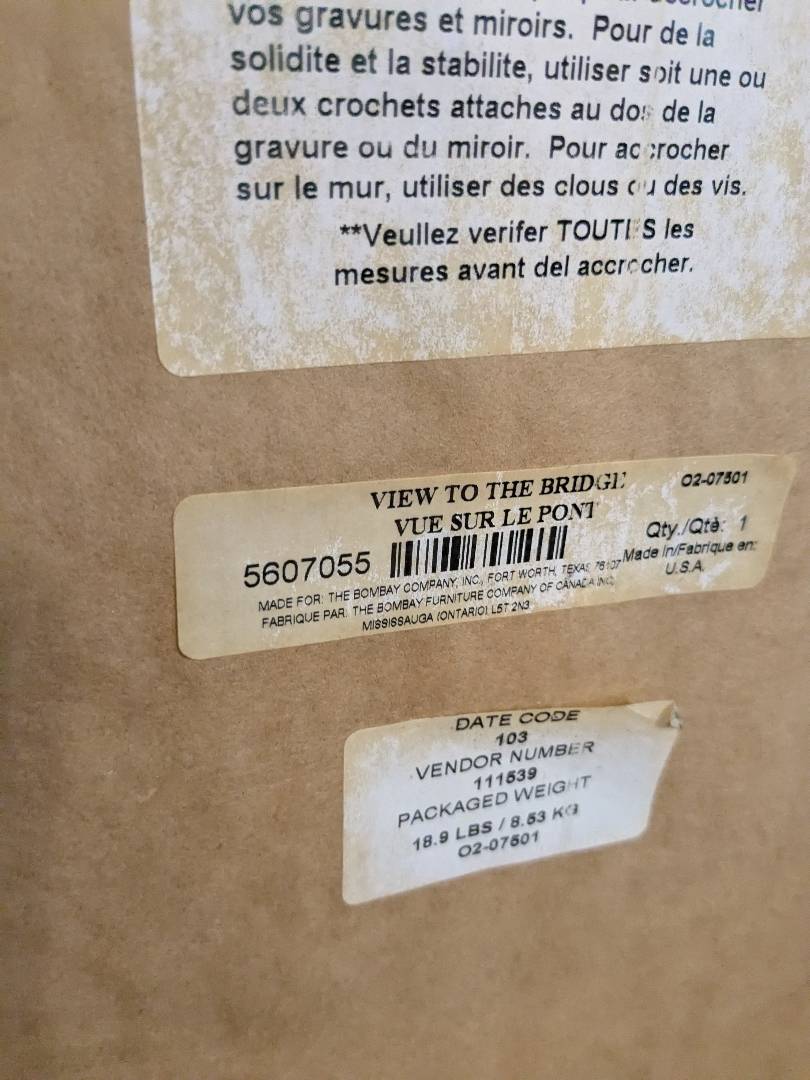 vos gravures et miroirs. Pour de la
solidite et la stabilite, utiliser soit une ou
deux crochets attaches au dos de la
gravure ou du miroir. Pour accrocher
sur le mur, utiliser des clous ou des vis.
**Veullez verifer TOUTES les
mesures avant del accrocher.
VIEW TO THE BRIDGE
O2-07501
VUE SUR LE PONT
Qty./Qtè: 1
5607055
Made In/Fabrique en:
U.S.A.
MADE FOR: THE BOMBAY COMPANY, INC., FORT WORTH, TEXAS 76107
FABRIQUE PAR: THE BOMBAY FURNITURE COMPANY OF CANADA INC,
MISSISSAUGA (ONTARIO) L5T 2N3
DATE CODE
103
VENDOR NUMBER
111539
PACKAGED WEIGHT
18.9 LBS / 8.53 KG
O2-07501